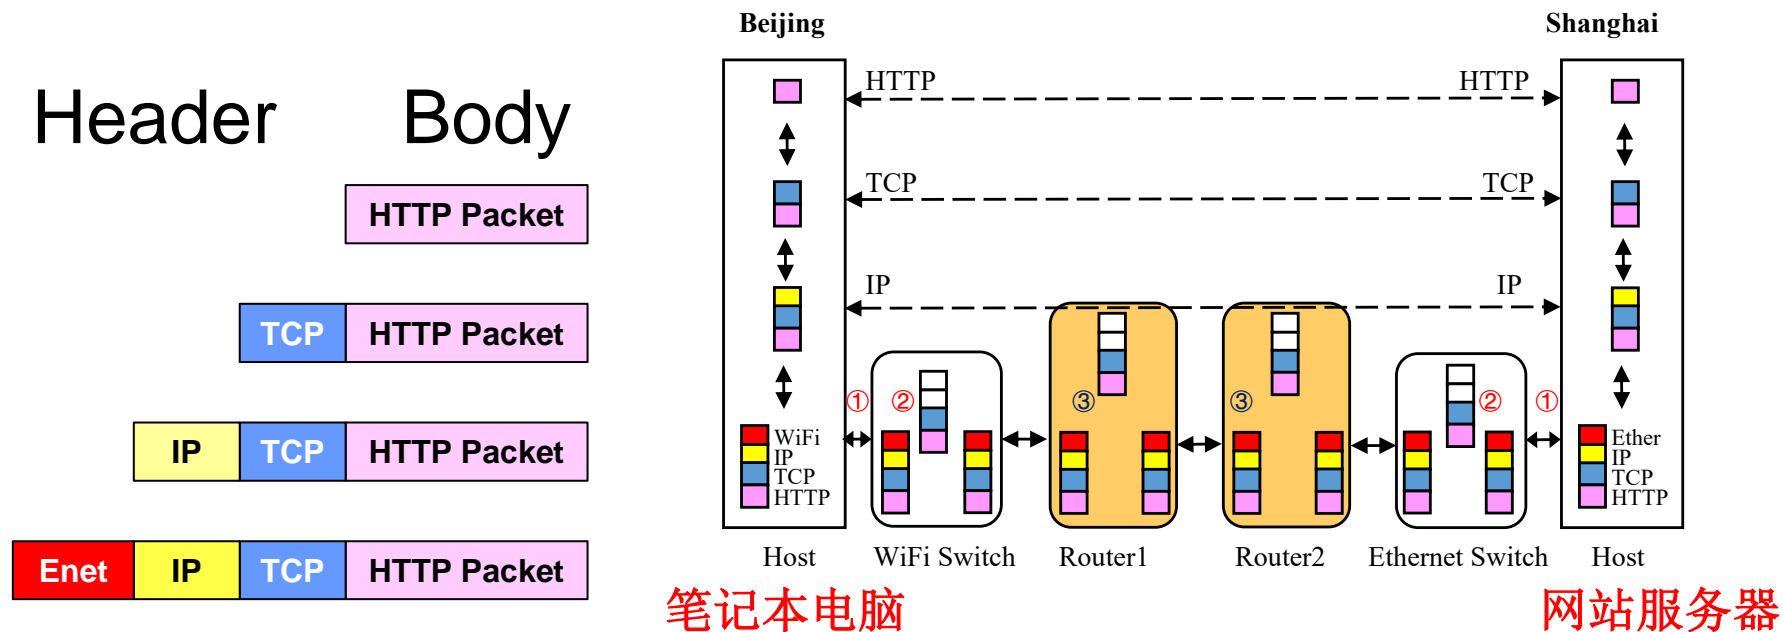 Header Body
HTTP Packet
TCP HTTP Packet
IP TCP HTTP Packet
Enet IP TCP HTTP Packet
Beijing Shanghai
HTTP HTTP
TCP TCP
IP IP
① ② ③ ③ ② ①
WiFi
IP
TCP
HTTP
Ether
IP
TCP
HTTP
Host WiFi Switch Router1 Router2 Ethernet Switch Host
笔记本电脑 网站服务器